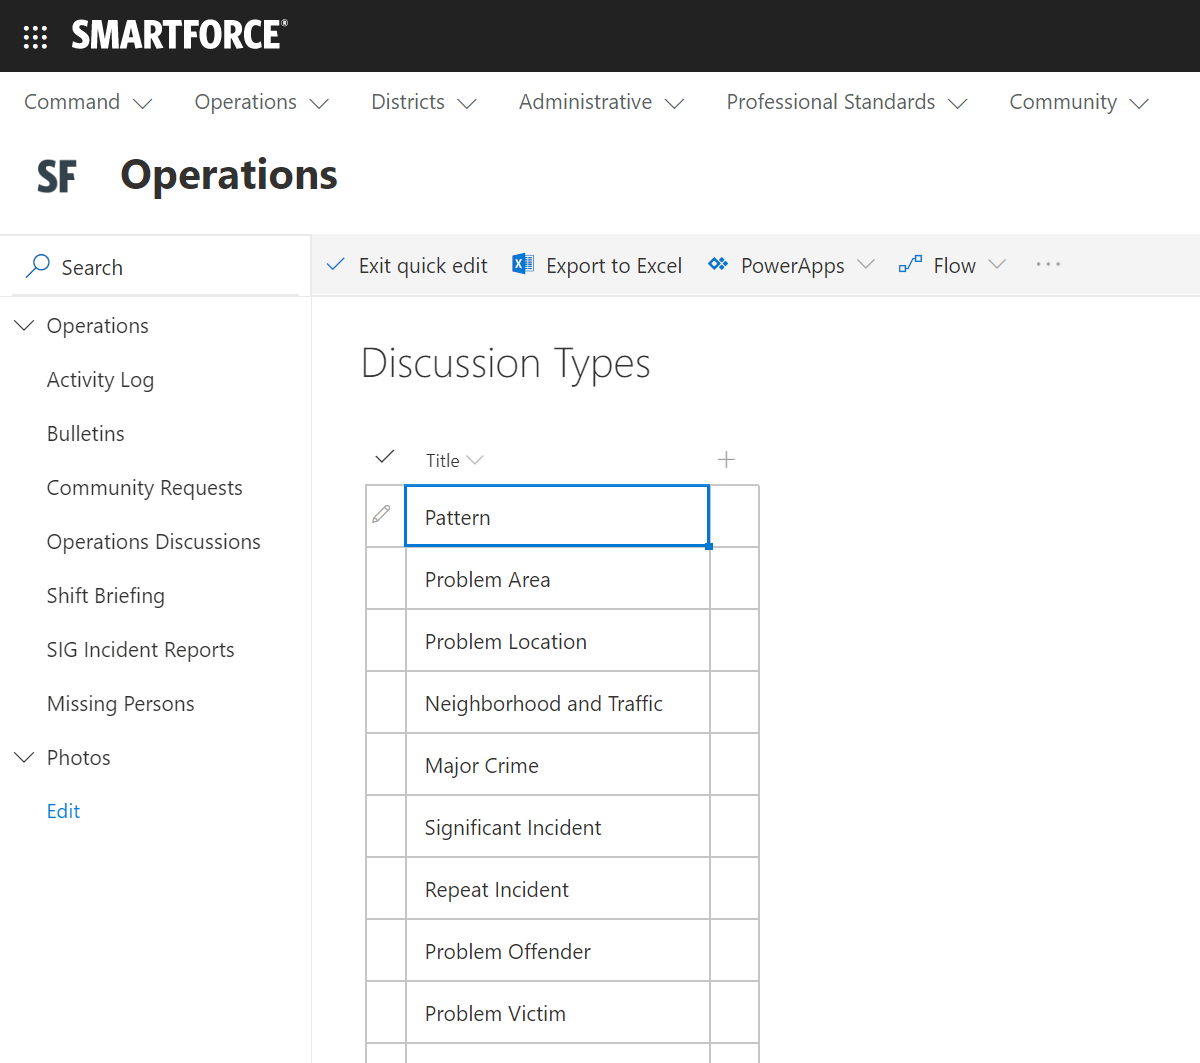 SMARTFORCE®
Command Operations Districts Administrative Professional Standards Community
SF Operations
Search
Exit quick edit Export to Excel PowerApps Flow ...
Operations
Activity Log
Bulletins
Community Requests
Operations Discussions
Shift Briefing
SIG Incident Reports
Missing Persons
Photos
Edit
Discussion Types
Title
Pattern
Problem Area
Problem Location
Neighborhood and Traffic
Major Crime
Significant Incident
Repeat Incident
Problem Offender
Problem Victim